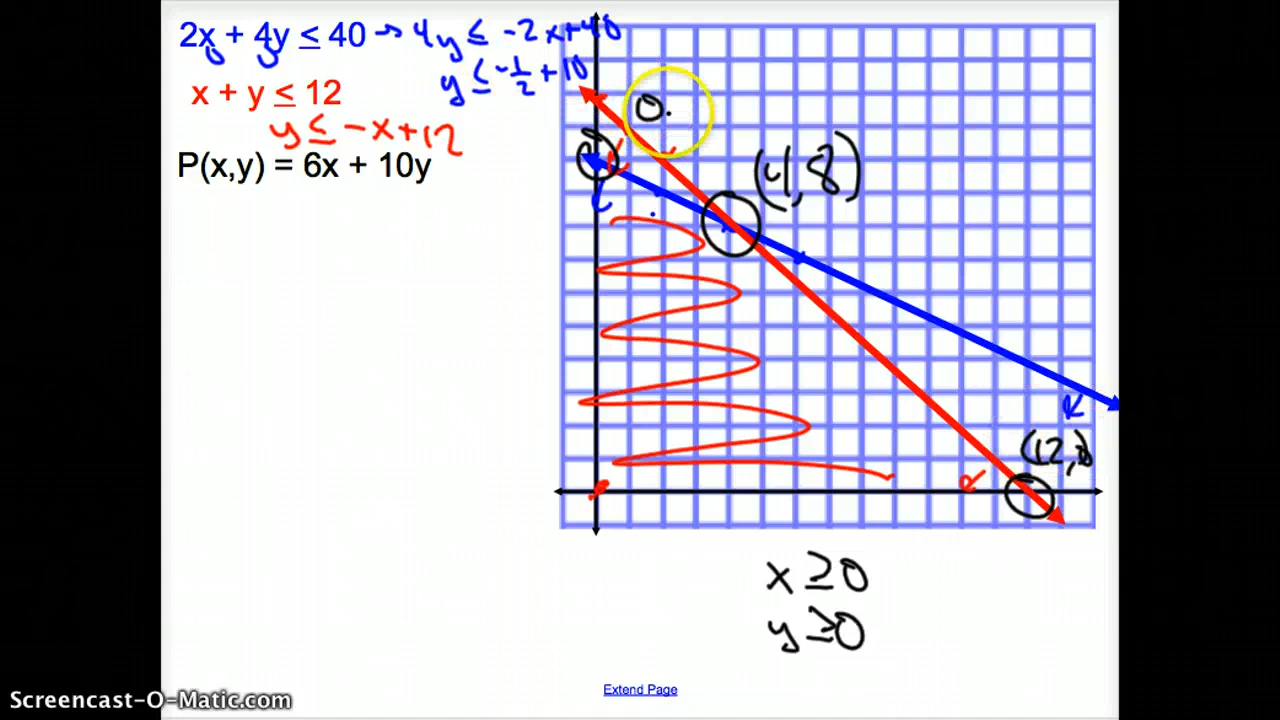 2x + 4y ≤ 40 → 4y ≤ -2x+40
y ≤ -1/2 +10
x + y ≤ 12
y ≤ -x+12
P(x,y) = 6x + 10y
0.
(4,8)
(12,
x ≥ 0
y ≥ 0
Extend Page
Screencast-O-Matic.com